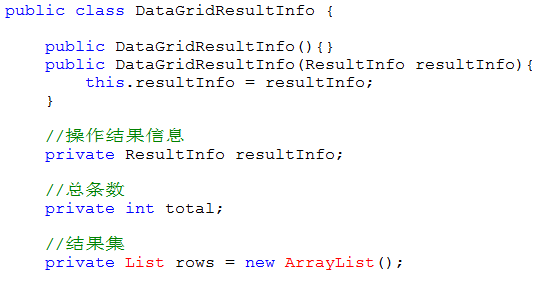 public class DataGridResultInfo {
public DataGridResultInfo(){}
public DataGridResultInfo(ResultInfo resultInfo){
this.resultInfo = resultInfo;
}
//操作结果信息
private ResultInfo resultInfo;
//总条数
private int total;
//结果集
private List rows = new ArrayList();